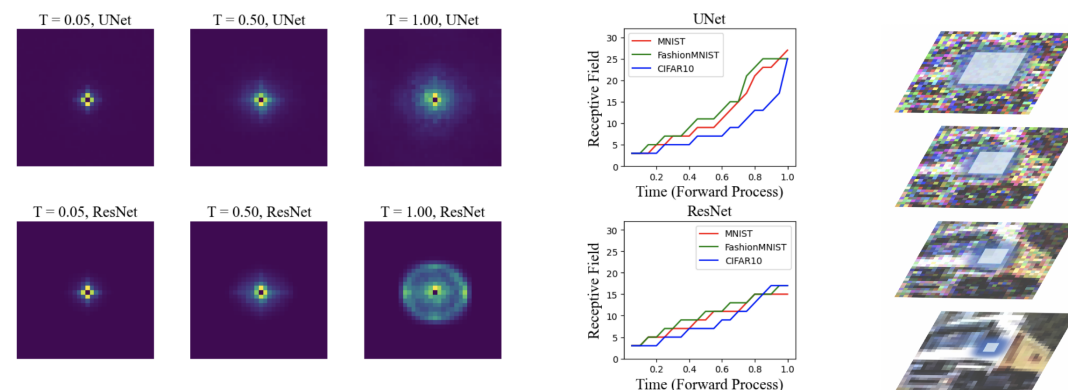 T = 0.05, UNet
T = 0.50, UNet
T = 1.00, UNet
T = 0.05, ResNet
T = 0.50, ResNet
T = 1.00, ResNet
UNet
MNIST
FashionMNIST
CIFAR10
Receptive Field
30
25
20
15
10
5
0
0.2
0.4
0.6
0.8
1.0
Time (Forward Process)
ResNet
MNIST
FashionMNIST
CIFAR10
Receptive Field
30
25
20
15
10
5
0
0.2
0.4
0.6
0.8
1.0
Time (Forward Process)